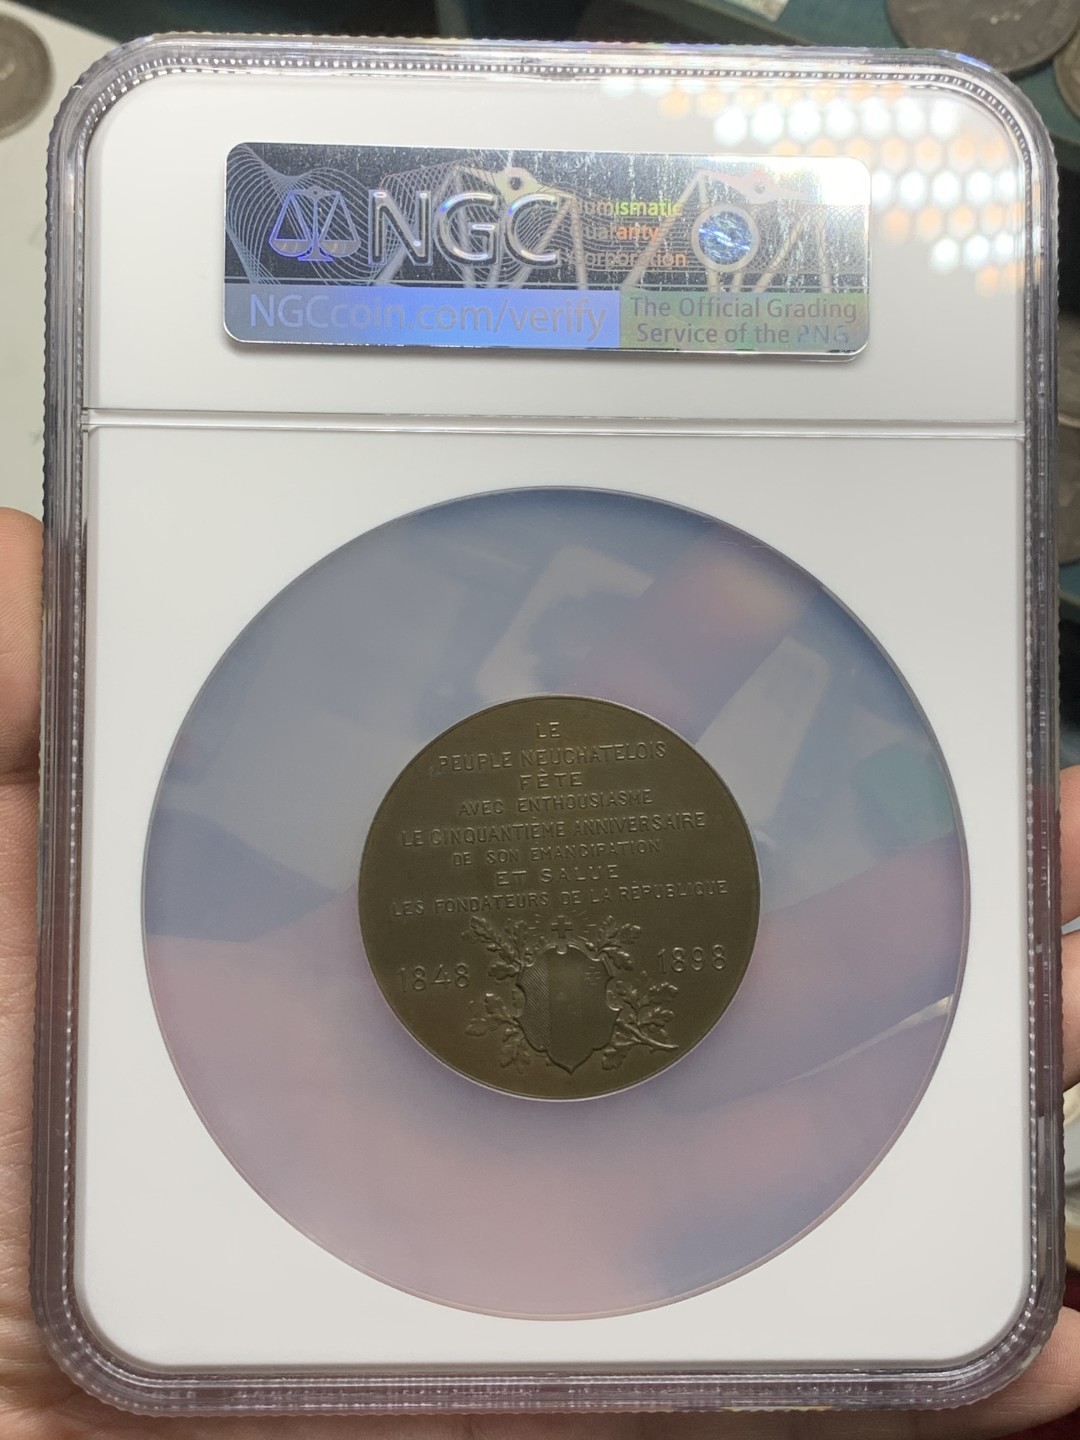 NGC
Numismatic
Guaranty
Corporation
NGCcoin.com/verify
The Official Grading
Service of the PNG
LE
PEUPLE NEUCHATELOIS
FÊTE
AVEC ENTHOUSIASME
LE CINQUANTIÈME ANNIVERSAIRE
DE SON ÉMANCIPATION
ET SALUE
LES FONDATEURS DE LA RÉPUBLIQUE
1848 1898